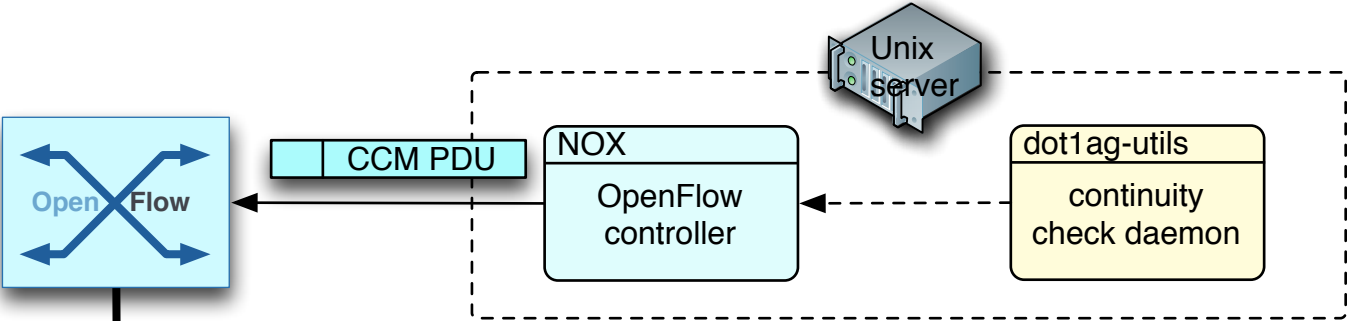 Unix
server
CCM PDU
NOX
dot1ag-utils
Open Flow
OpenFlow
controller
continuity
check daemon